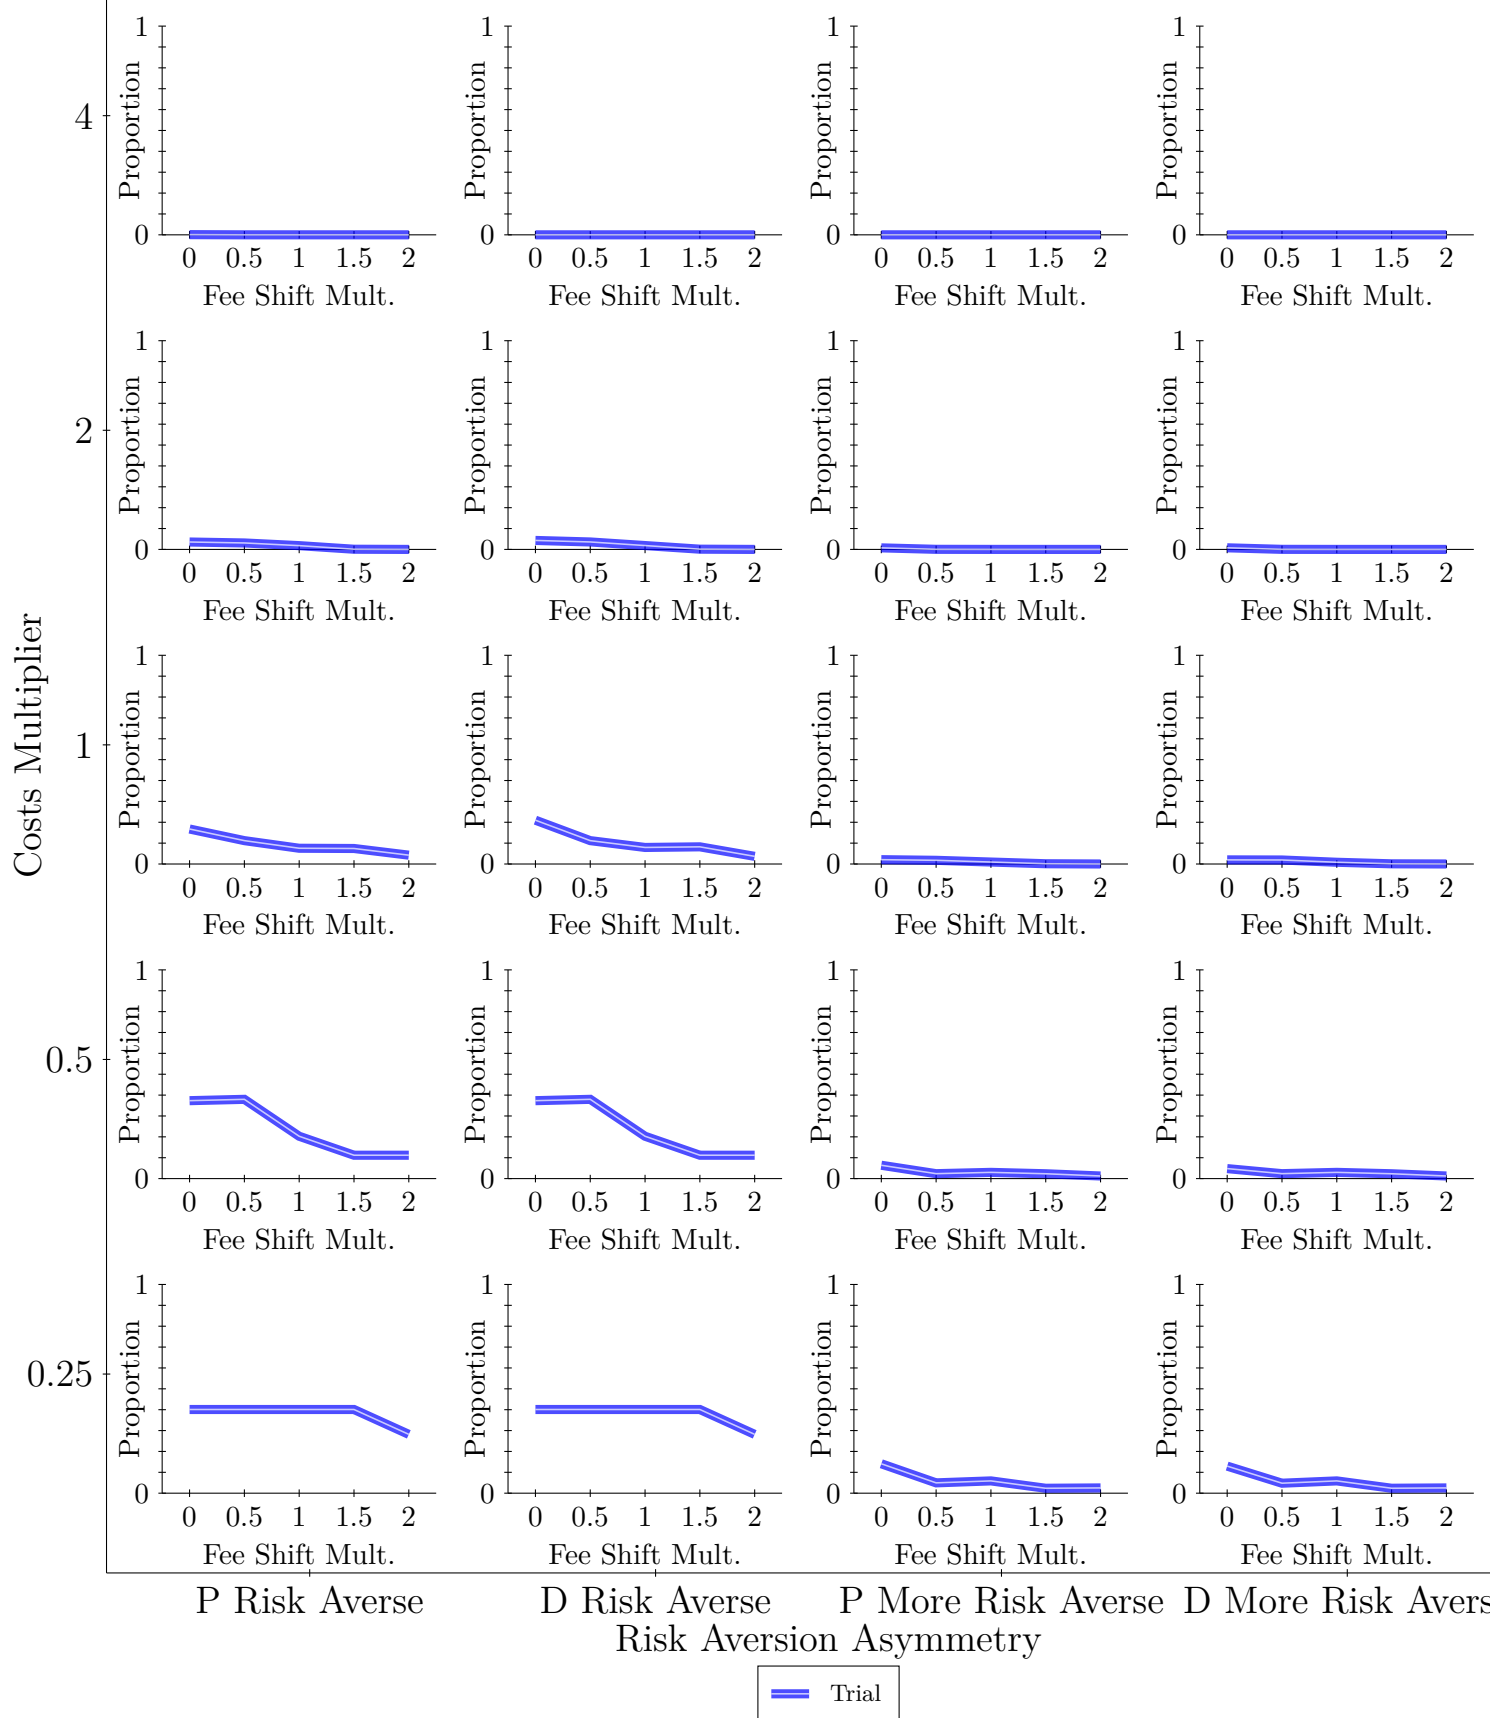 Costs Multiplier
4
Proportion
1
0
0 0.5 1 1.5 2
Fee Shift Mult.
Proportion
1
0
0 0.5 1 1.5 2
Fee Shift Mult.
Proportion
1
0
0 0.5 1 1.5 2
Fee Shift Mult.
Proportion
1
0
0 0.5 1 1.5 2
Fee Shift Mult.
2
Proportion
1
0
0 0.5 1 1.5 2
Fee Shift Mult.
Proportion
1
0
0 0.5 1 1.5 2
Fee Shift Mult.
Proportion
1
0
0 0.5 1 1.5 2
Fee Shift Mult.
Proportion
1
0
0 0.5 1 1.5 2
Fee Shift Mult.
1
Proportion
1
0
0 0.5 1 1.5 2
Fee Shift Mult.
Proportion
1
0
0 0.5 1 1.5 2
Fee Shift Mult.
Proportion
1
0
0 0.5 1 1.5 2
Fee Shift Mult.
Proportion
1
0
0 0.5 1 1.5 2
Fee Shift Mult.
0.5
Proportion
1
0
0 0.5 1 1.5 2
Fee Shift Mult.
Proportion
1
0
0 0.5 1 1.5 2
Fee Shift Mult.
Proportion
1
0
0 0.5 1 1.5 2
Fee Shift Mult.
Proportion
1
0
0 0.5 1 1.5 2
Fee Shift Mult.
0.25
Proportion
1
0
0 0.5 1 1.5 2
Fee Shift Mult.
Proportion
1
0
0 0.5 1 1.5 2
Fee Shift Mult.
Proportion
1
0
0 0.5 1 1.5 2
Fee Shift Mult.
Proportion
1
0
0 0.5 1 1.5 2
Fee Shift Mult.
P Risk Averse
D Risk Averse
P More Risk Averse
D More Risk Avers
Risk Aversion Asymmetry
Trial